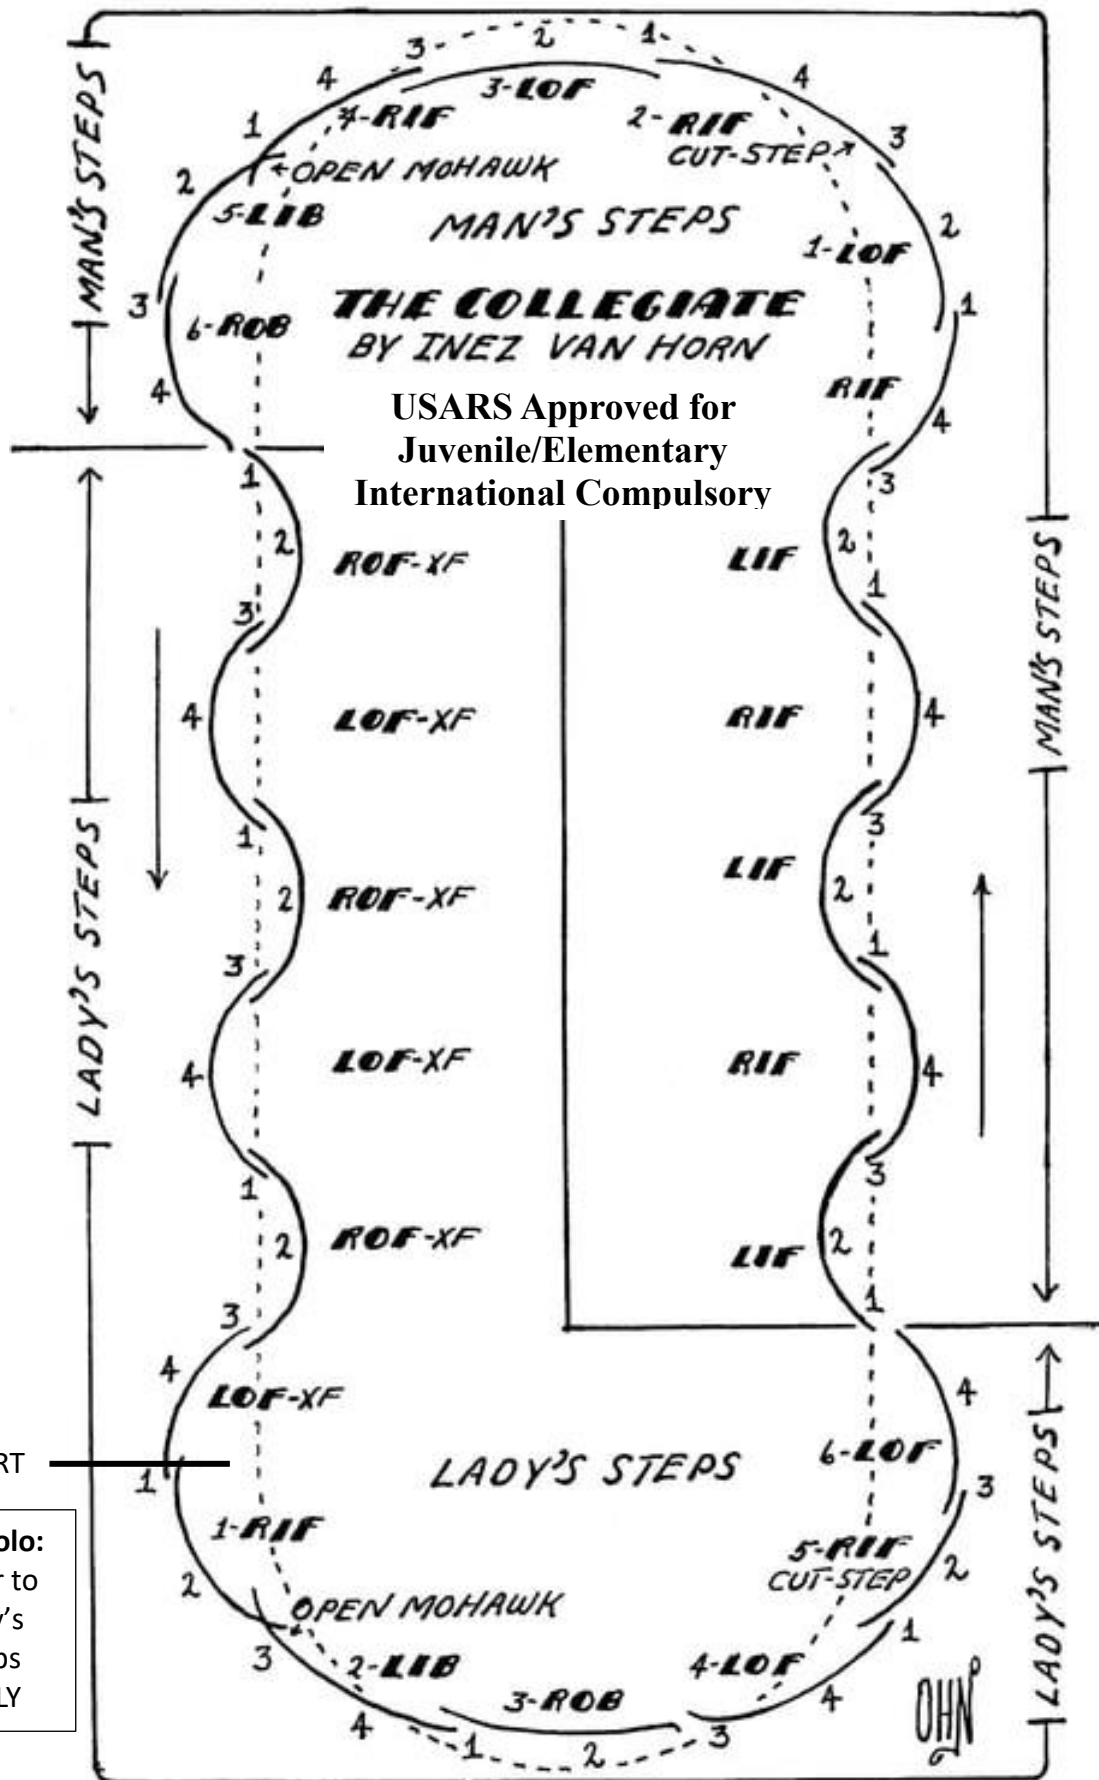 3 2 1
4 3-LOF 4
1 4-RIF 2-RIF
OPEN MOHAWK CUT-STEP 3
2
5-LIB MAN'S STEPS 2
1-LOF
MAN'S STEPS
3 THE COLLEGIATE 1
6-ROB
BY INEZ VAN HORN
4 RIF 4
USARS Approved for
Juvenile/Elementary
International Compulsory
1 3
2 ROF-XF LIF 2
3 1
4 LOF-XF RIF 4
MAN'S STEPS
1 3
2 ROF-XF LIF 2
LADY'S STEPS
3 1
4 LOF-XF RIF 4
1 3
2 ROF-XF LIF 2
3 1
4 LOF-XF 4
LADY'S STEPS 6-LOF
RT
1 3
1-RIF 5-RIF
CUT-STEP 2
2
olo:
r to
y's
ps
LY
OPEN MOHAWK 1
3 2-LIB 4-LOF
3-ROB 4
4 1 2 3
LADY'S STEPS
OHN